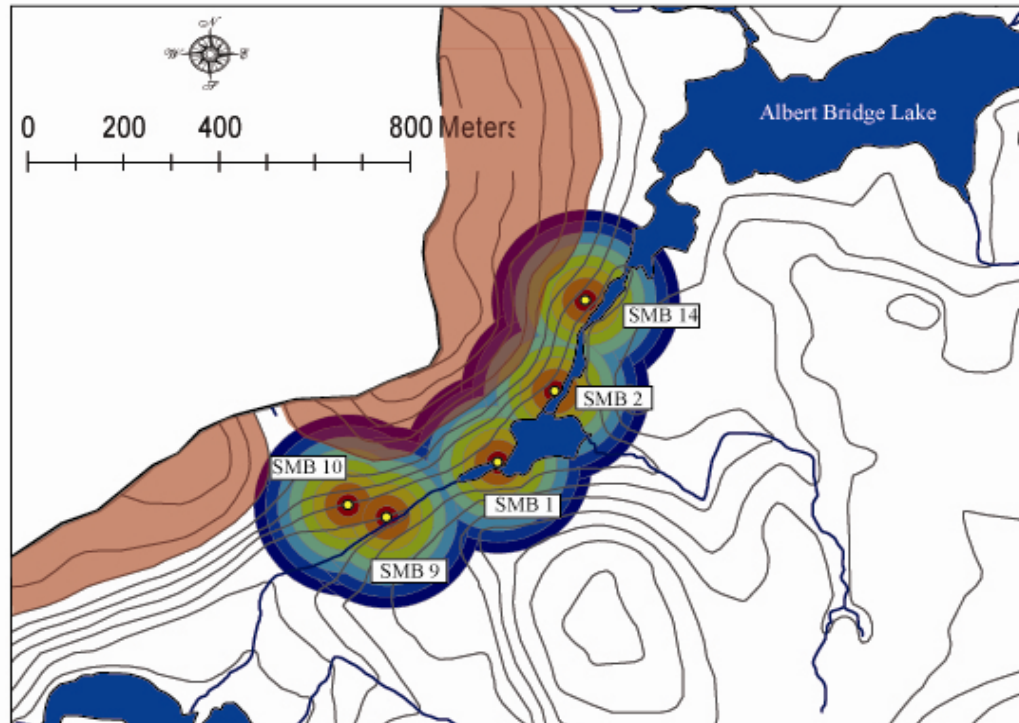 N
W E
S
0 200 400 800 Meters
Albert Bridge Lake
SMB 14
SMB 2
SMB 10
SMB 1
SMB 9